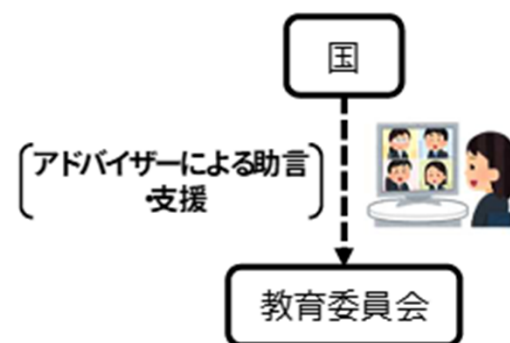 国
アドバイザーによる助言
・支援
教育委員会